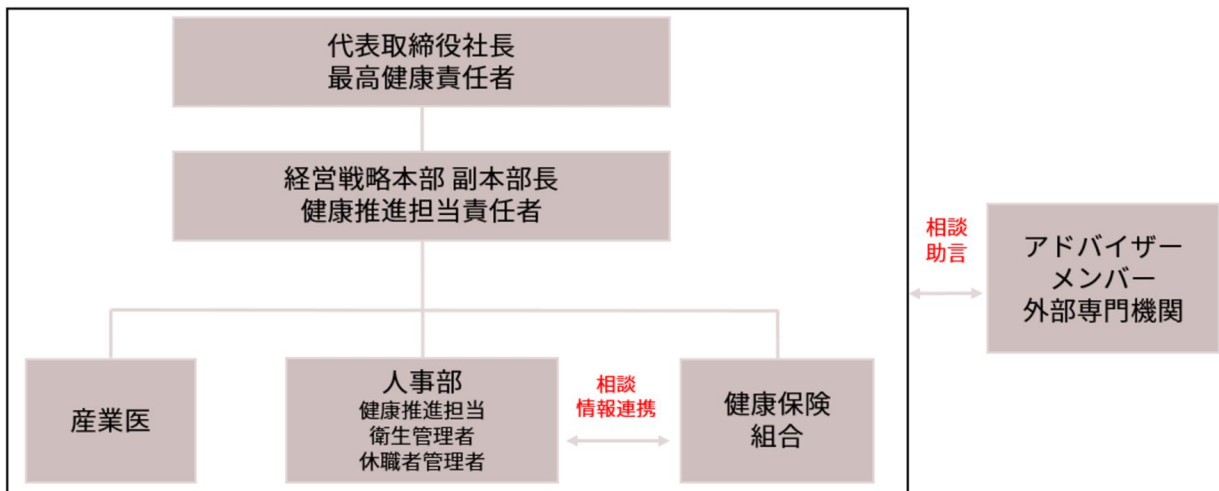 代表取締役社長
最高健康責任者
経営戦略本部 副本部長
健康推進担当責任者
相談
助言
アドバイザー
メンバー
外部専門機関
産業医
人事部
健康推進担当
衛生管理者
休職者管理者
相談
情報連携
健康保険
組合